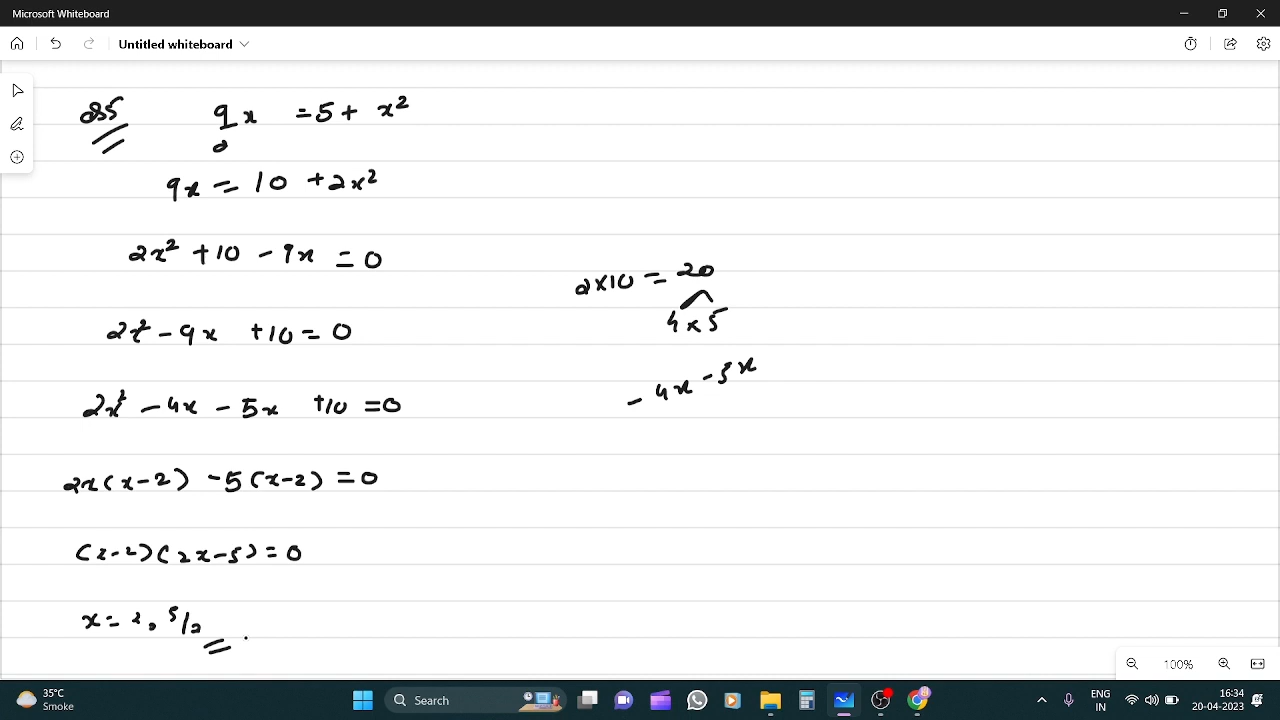 Microsoft Whiteboard
Untitled whiteboard
9x = 5 + x²
2
9x = 10 + 2x²
2x² + 10 - 9x = 0
2x² - 9x + 10 = 0
2x² - 4x - 5x + 10 = 0
2x(x-2) - 5(x-2) = 0
(x-2)(2x-5) = 0
x = 2, 5/2
2x10 = 20
4 x 5
- 4x - 5x
100%
35°C
Smoke
Search
ENG
IN
16:34
20-04-2023